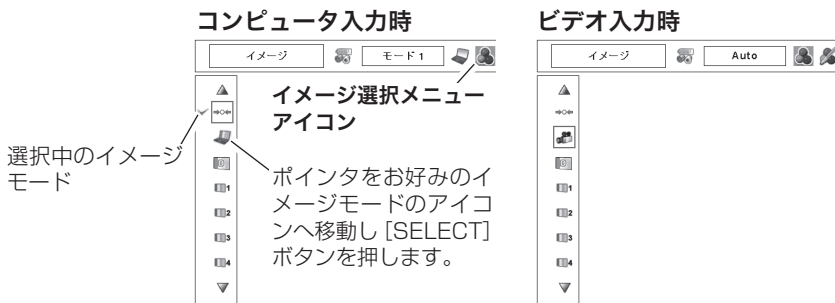 コンピュータ入力時
イメージ
モード 1
イメージ選択メニュー
アイコン
選択中のイメージ
モード
ポインタをお好みのイ
メージモードのアイコ
ンへ移動し [SELECT]
ボタンを押します。
1
2
3
4
ビデオ入力時
イメージ
Auto
1
2
3
4